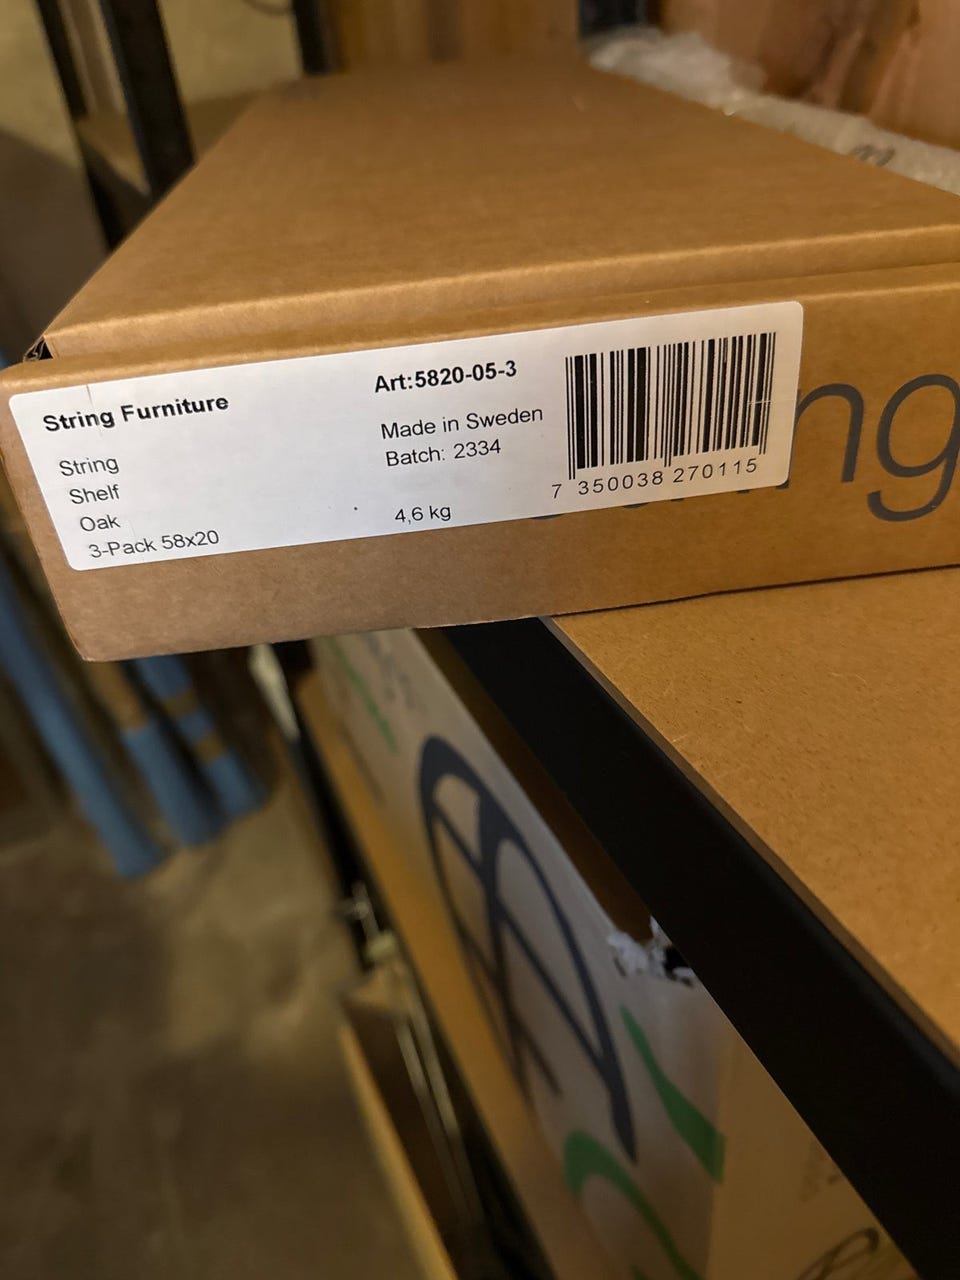 String Furniture
String
Shelf
Oak
3-Pack 58x20
Art:5820-05-3
Made in Sweden
Batch: 2334
4,6 kg
7 350038 270115
ng